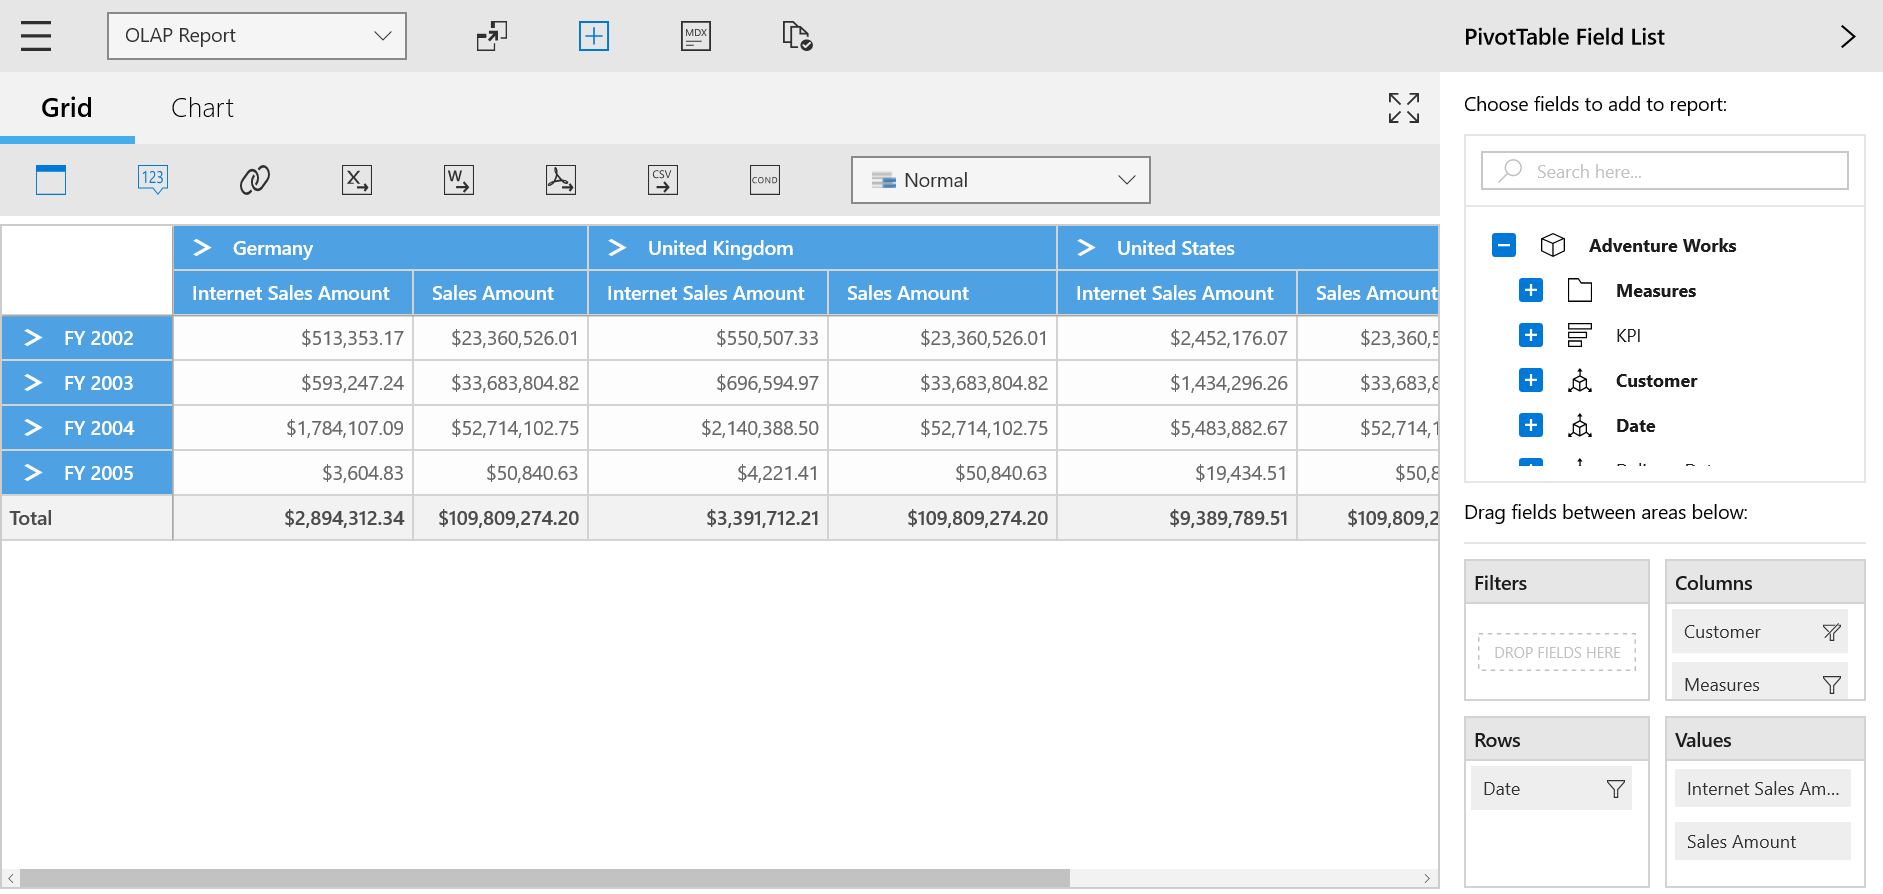 OLAP Report
MDX
PivotTable Field List
Grid
Chart
Choose fields to add to report:
123
X
W
CSV
COND
Normal
Search here...
Germany
United Kingdom
United States
Internet Sales Amount
Sales Amount
Internet Sales Amount
Sales Amount
Internet Sales Amount
Sales Amount
FY 2002
$513,353.17
$23,360,526.01
$550,507.33
$23,360,526.01
$2,452,176.07
$23,360,5
FY 2003
$593,247.24
$33,683,804.82
$696,594.97
$33,683,804.82
$1,434,296.26
$33,683,8
FY 2004
$1,784,107.09
$52,714,102.75
$2,140,388.50
$52,714,102.75
$5,483,882.67
$52,714,1
FY 2005
$3,604.83
$50,840.63
$4,221.41
$50,840.63
$19,434.51
$50,8
Total
$2,894,312.34
$109,809,274.20
$3,391,712.21
$109,809,274.20
$9,389,789.51
$109,809,2
Adventure Works
Measures
KPI
Customer
Date
Drag fields between areas below:
Filters
DROP FIELDS HERE
Columns
Customer
Measures
Rows
Date
Values
Internet Sales Am...
Sales Amount